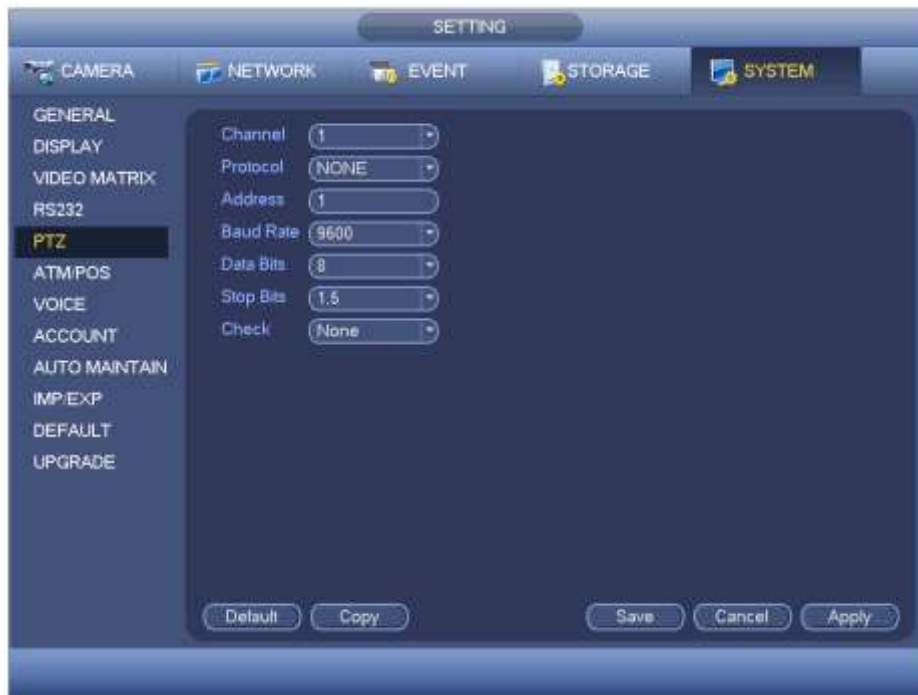 SETTING
CAMERA NETWORK EVENT STORAGE SYSTEM
GENERAL
DISPLAY
VIDEO MATRIX
RS232
PTZ
ATM/POS
VOICE
ACCOUNT
AUTO MAINTAIN
IMP/EXP
DEFAULT
UPGRADE
Channel 1
Protocol NONE
Address 1
Baud Rate 9600
Data Bits 8
Stop Bits 1.5
Check None
Default Copy Save Cancel Apply